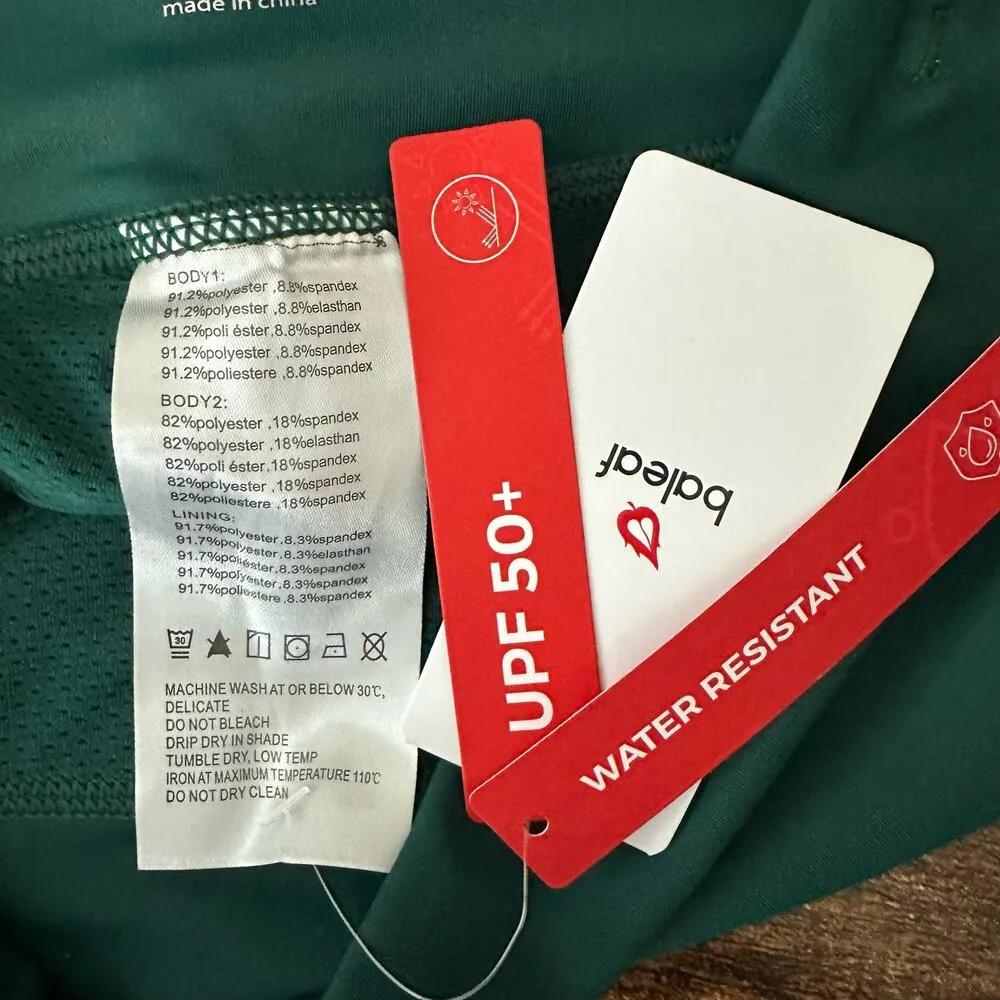 made in china
BODY1:
91.2%polyester ,8.8%spandex
91.2%polyester ,8.8%elasthan
91.2%poli éster,8.8%spandex
91.2%polyester ,8.8%spandex
91.2%poliestere ,8.8%spandex
BODY2:
82%polyester ,18%spandex
82%polyester ,18%elasthan
82%poli éster,18%spandex
82%polyester ,18%spandex
82%poliestere ,18%spandex
LINING:
91.7%polyester,8.3%spandex
91.7%polyester,8.3%elasthan
91.7%poliéster,8.3%spandex
91.7%polyester,8.3%spandex
91.7%poliestere,8.3%spandex
30
MACHINE WASH AT OR BELOW 30℃,
DELICATE
DO NOT BLEACH
DRIP DRY IN SHADE
TUMBLE DRY, LOW TEMP
IRON AT MAXIMUM TEMPERATURE 110℃
DO NOT DRY CLEAN
UPF 50+
baleaf
WATER RESISTANT